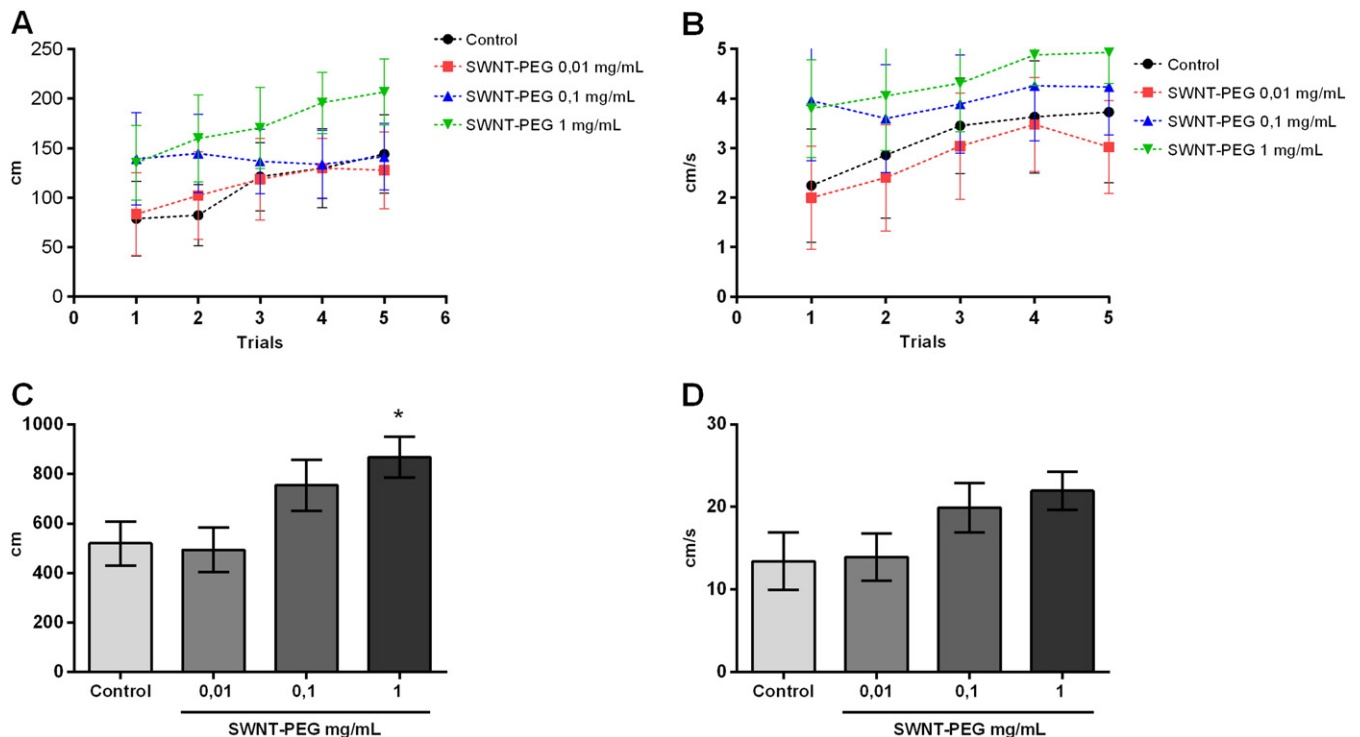 A
250
200
150
100
50
0
cm
0 1 2 3 4 5 6
Trials
Control
SWNT-PEG 0,01 mg/mL
SWNT-PEG 0,1 mg/mL
SWNT-PEG 1 mg/mL
B
5
4
3
2
1
0
cm/s
0 1 2 3 4 5
Trials
Control
SWNT-PEG 0,01 mg/mL
SWNT-PEG 0,1 mg/mL
SWNT-PEG 1 mg/mL
C
1000
800
600
400
200
0
cm
*
Control 0,01 0,1 1
SWNT-PEG mg/mL
D
30
20
10
0
cm/s
Control 0,01 0,1 1
SWNT-PEG mg/mL